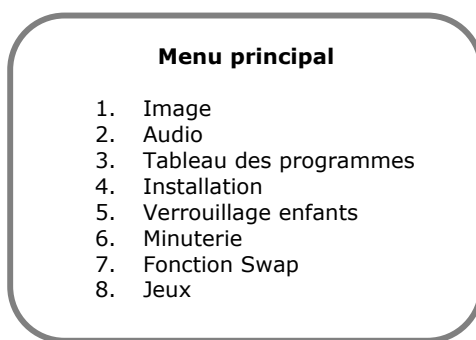 Menu principal
1. Image
2. Audio
3. Tableau des programmes
4. Installation
5. Verrouillage enfants
6. Minuterie
7. Fonction Swap
8. Jeux